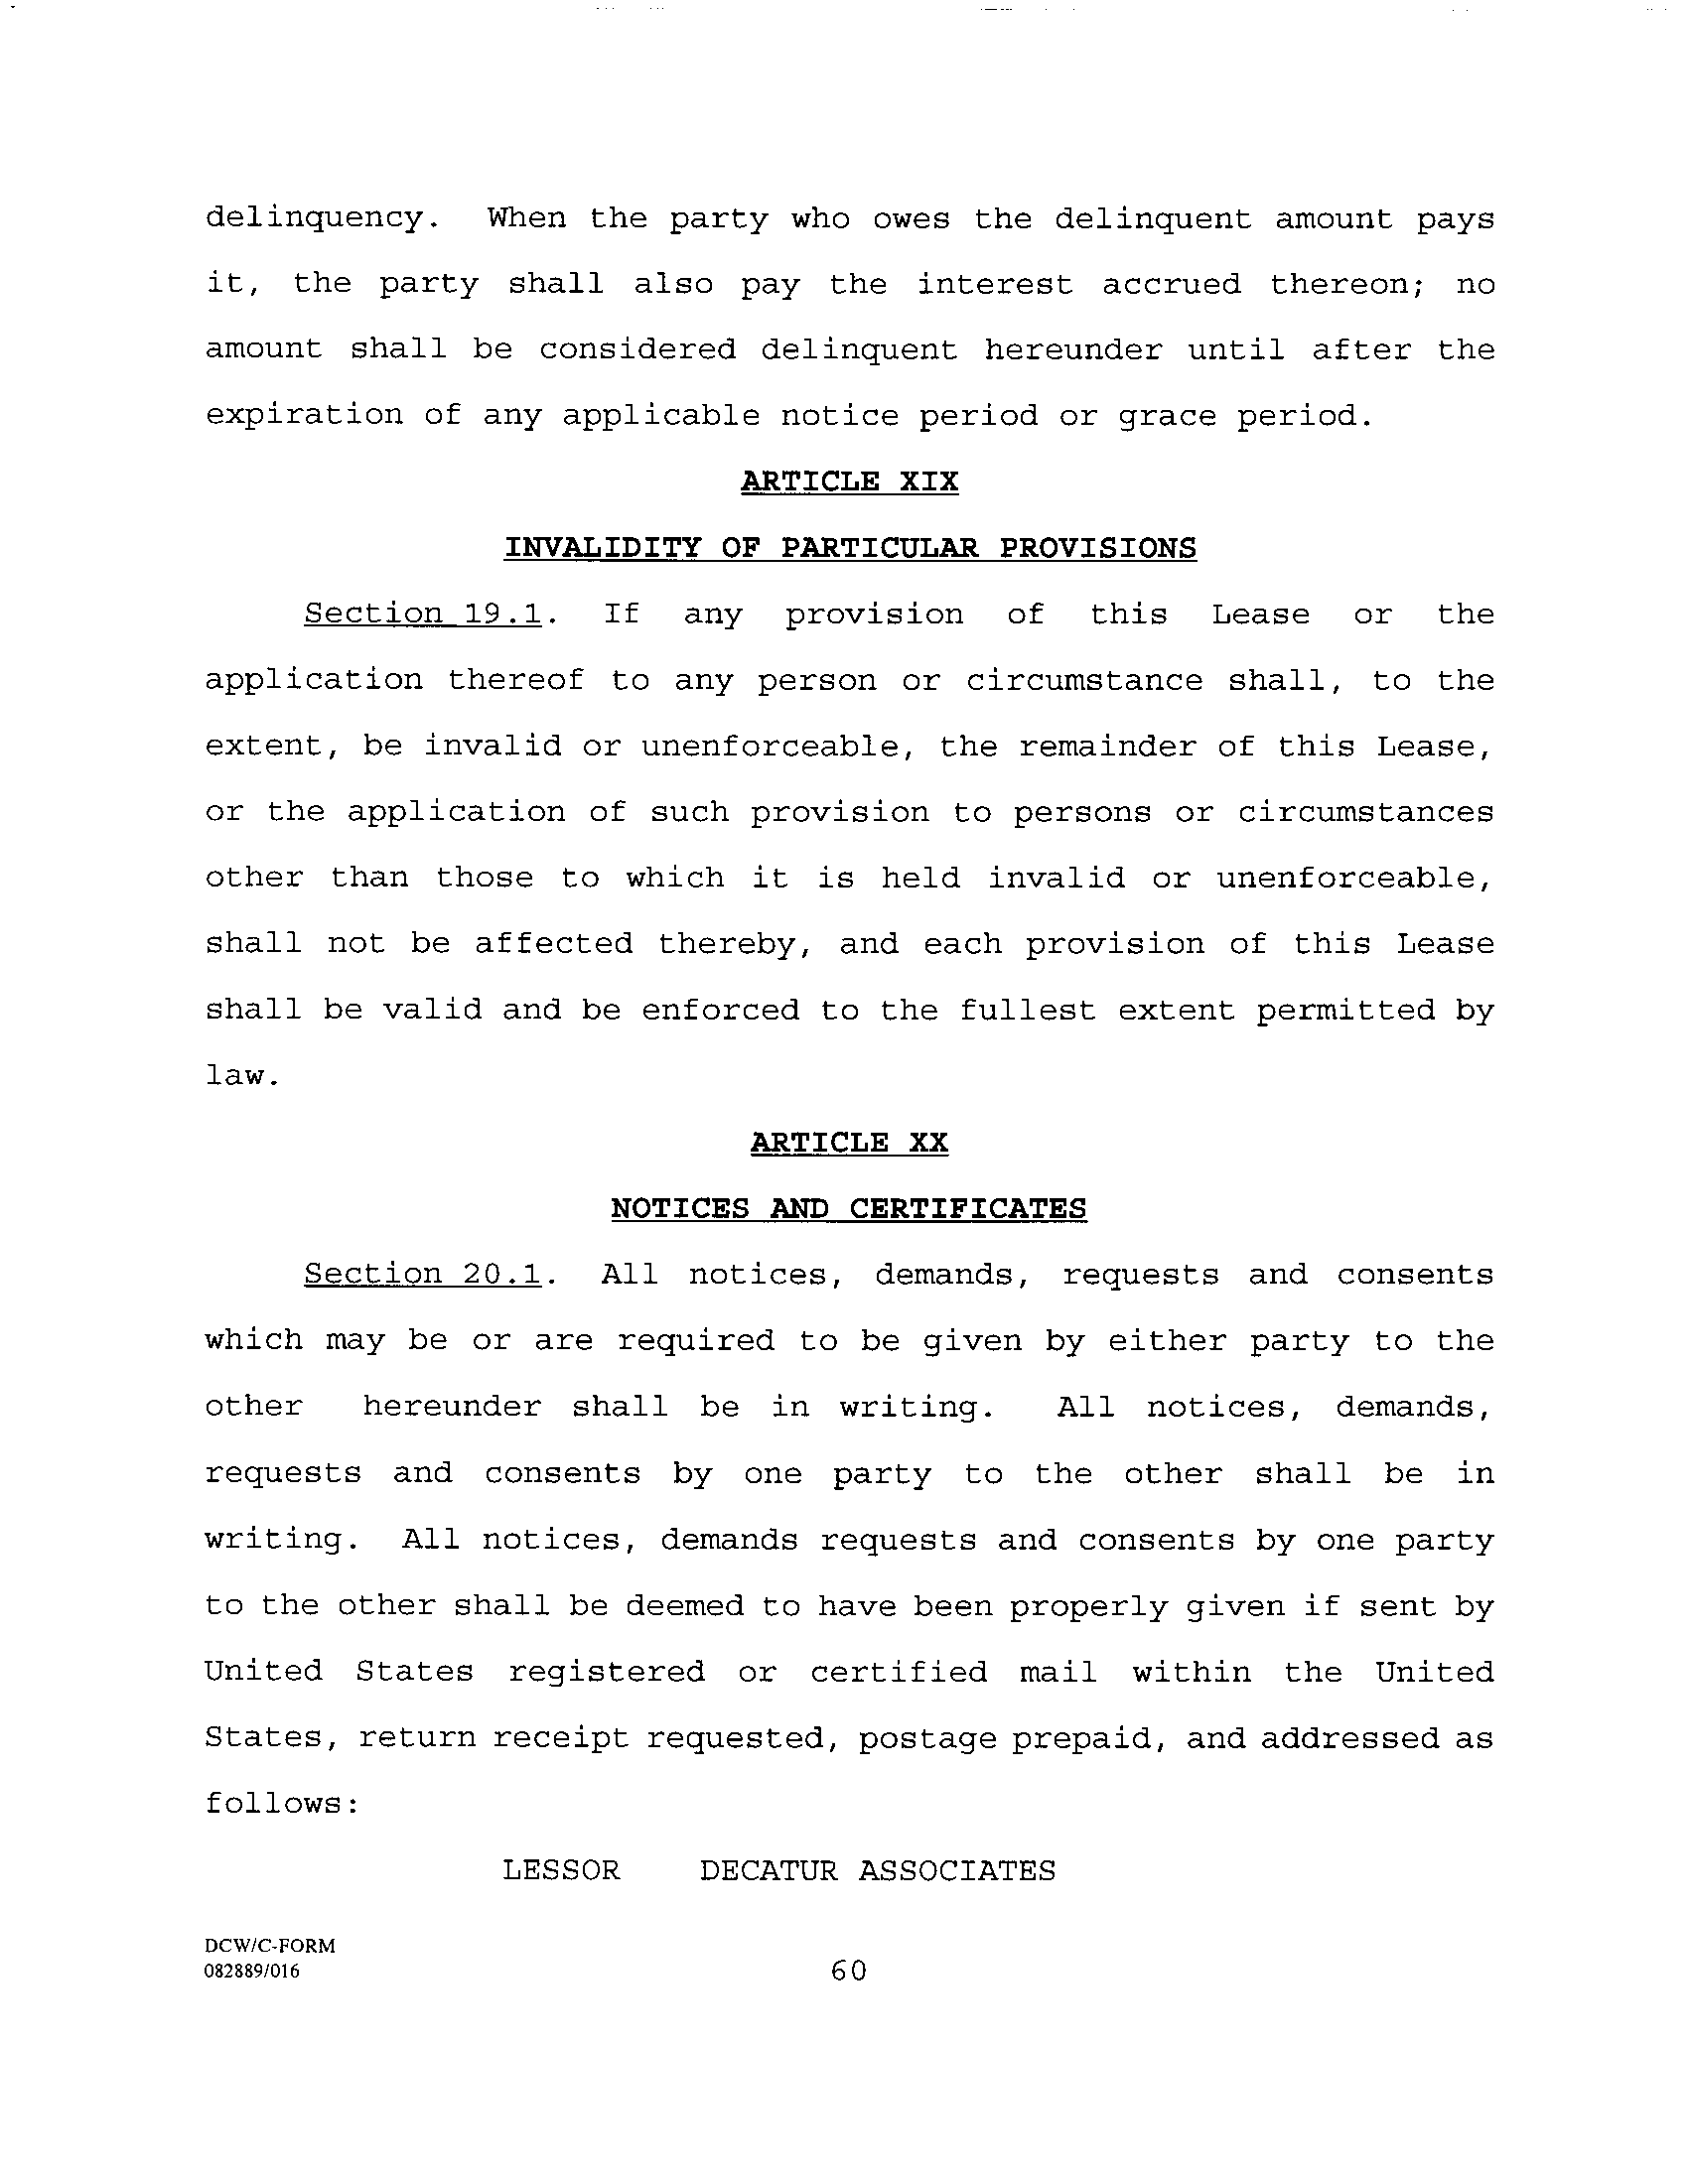 delinquency. When the party who owes the delinquent amount pays
it, the party shall also pay the interest accrued thereon; no
amount shall be considered delinquent hereunder until after the
expiration of any applicable notice period or grace period.
ARTICLE XIX
INVALIDITY OF PARTICULAR PROVISIONS
Section 19.1. If any provision of this Lease or the
application thereof to any person or circumstance shall, to the
extent, be invalid or unenforceable, the remainder of this Lease,
or the application of such provision to persons or circumstances
other than those to which it is held invalid or unenforceable,
shall not be affected thereby, and each provision of this Lease
shall be valid and be enforced to the fullest extent permitted by
law.
ARTICLE XX
NOTICES AND CERTIFICATES
Section 20.1. All notices, demands, requests and consents
which may be or are required to be given by either party to the
other hereunder shall be in writing. All notices, demands,
requests and consents by one party to the other shall be in
writing. All notices, demands requests and consents by one party
to the other shall be deemed to have been properly given if sent by
United States registered or certified mail within the United
States, return receipt requested, postage prepaid, and addressed as
follows:
LESSOR DECATUR ASSOCIATES
DCW/C-FORM
082889/016
60